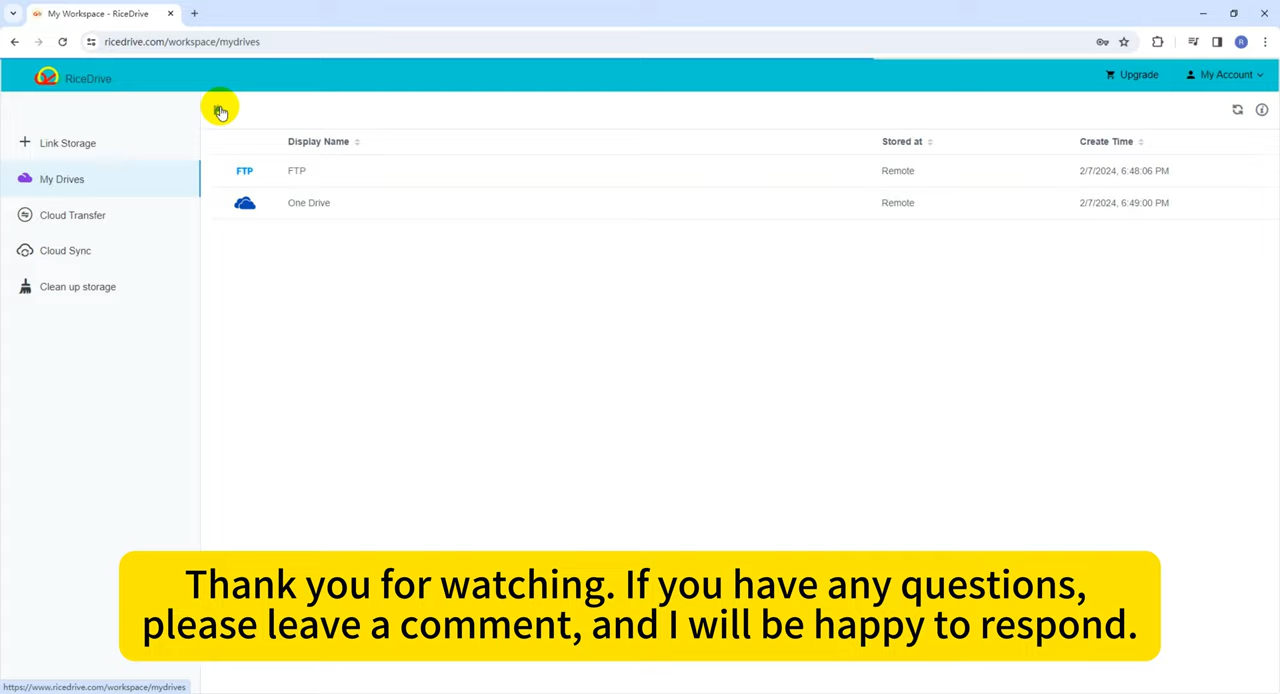 My Workspace - RiceDrive
ricedrive.com/workspace/mydrives
R
RiceDrive
Upgrade
My Account
Link Storage
My Drives
Cloud Transfer
Cloud Sync
Clean up storage
Display Name Stored at Create Time
FTP FTP Remote 2/7/2024, 6:48:06 PM
One Drive Remote 2/7/2024, 6:49:00 PM
Thank you for watching. If you have any questions,
please leave a comment, and I will be happy to respond.
https://www.ricedrive.com/workspace/mydrives